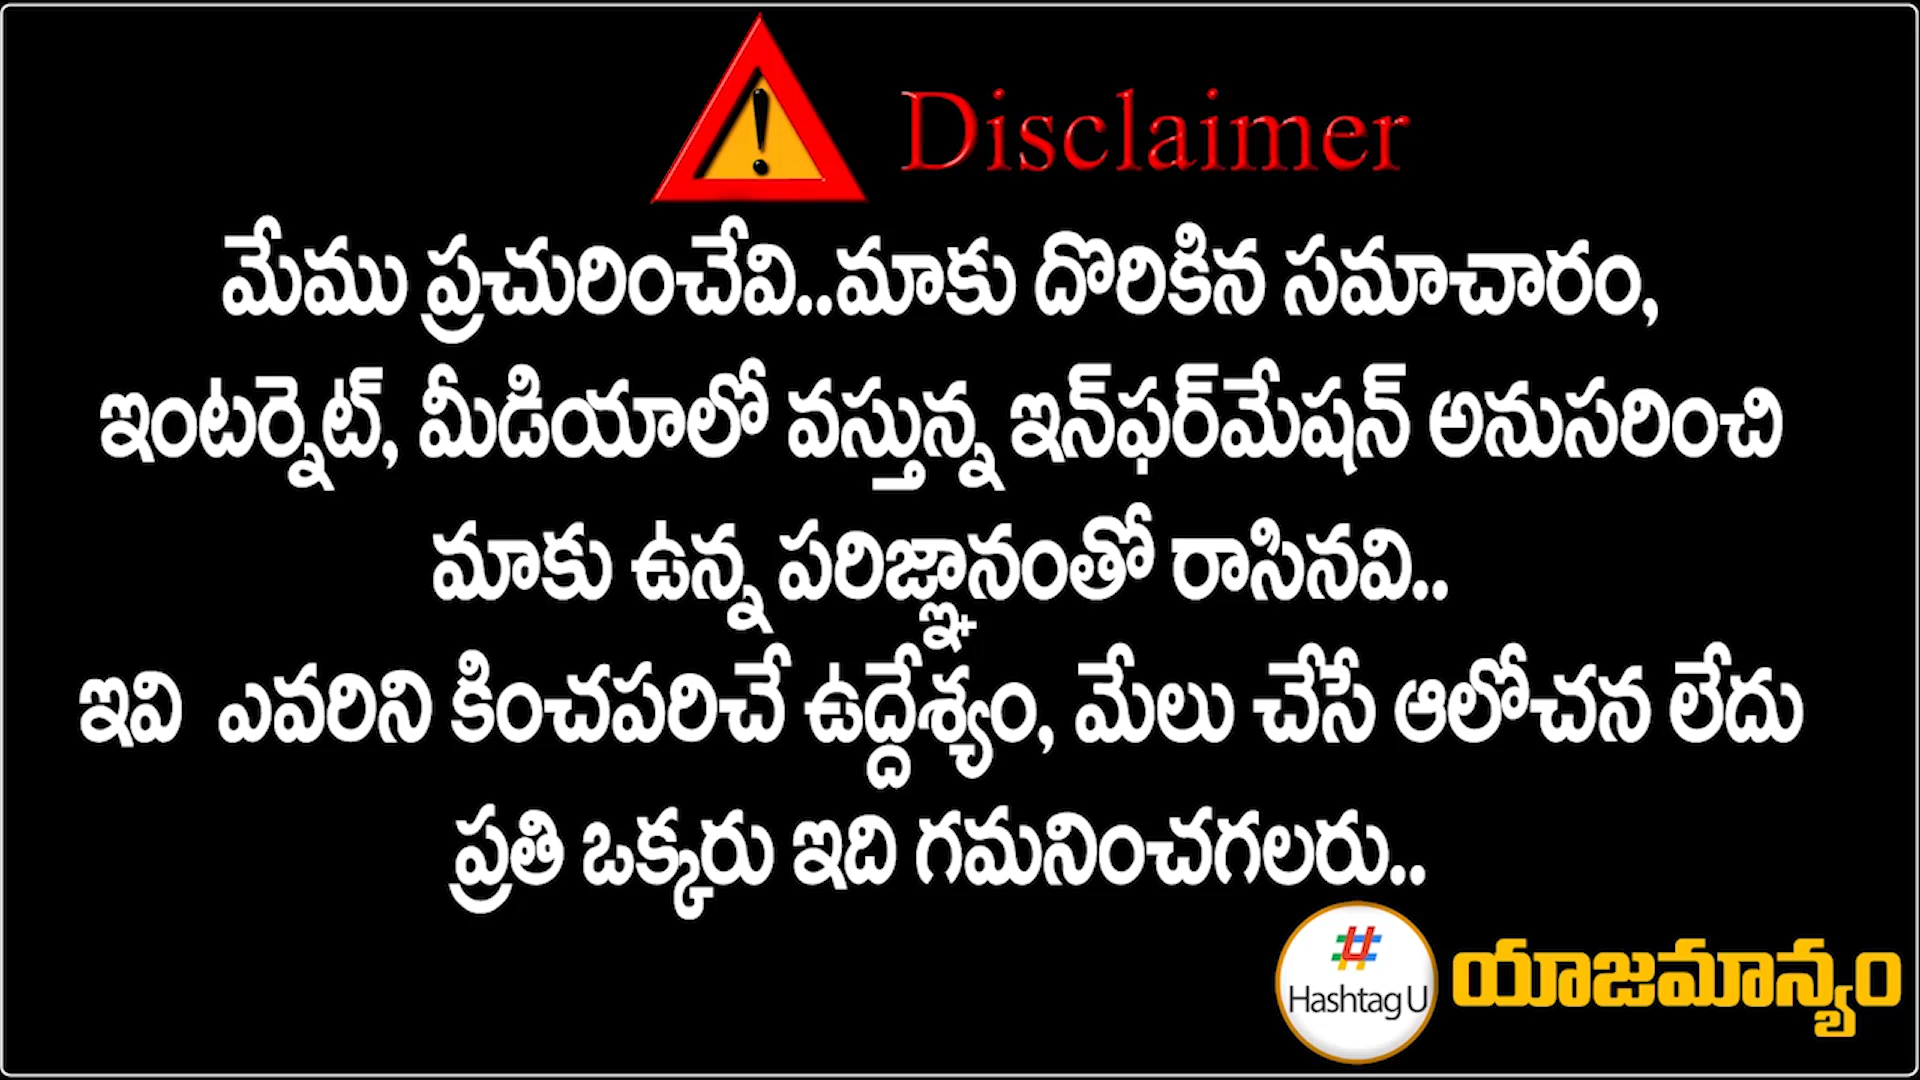 Disclaimer
మేము ప్రచురించేవి..మాకు దొరికిన సమాచారం,
ఇంటర్నెట్, మీడియాలో వస్తున్న ఇన్‌ఫర్‌మేషన్ అనుసరించి
మాకు ఉన్న పరిజ్ఞానంతో రాసినవి..
ఇవి ఎవరిని కించపరిచే ఉద్దేశ్యం, మేలు చేసే ఆలోచన లేదు
ప్రతి ఒక్కరు ఇది గమనించగలరు..
Hashtag U యాజమాన్యం